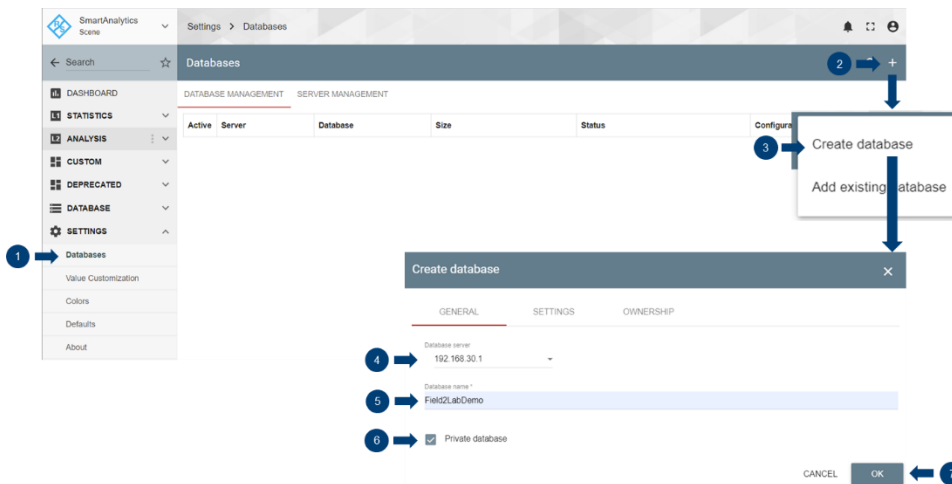 SmartAnalytics
Scene
Settings > Databases
Search
Databases
2
DASHBOARD
DATABASE MANAGEMENT SERVER MANAGEMENT
STATISTICS
Active Server Database Size Status Configura
ANALYSIS
3
Create database
CUSTOM
DEPRECATED
Add existing database
DATABASE
SETTINGS
1
Databases
Create database
Value Customization
Colors
GENERAL SETTINGS OWNERSHIP
Defaults
About
Database server
4
192.168.30.1
Database name *
5
Field2LabDemo
6
Private database
CANCEL OK
7